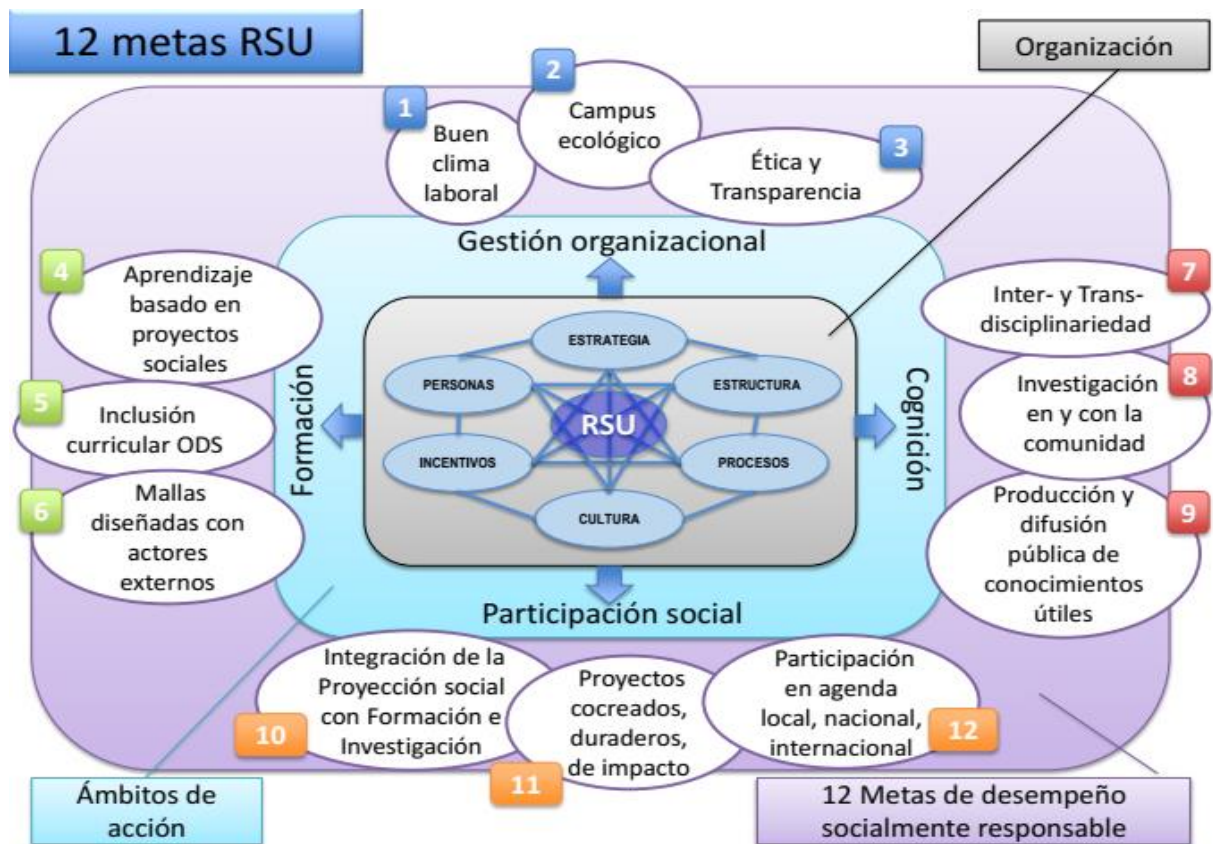 12 metas RSU
Organización
1
Buen
clima
laboral
2
Campus
ecológico
3
Ética y
Transparencia
Gestión organizacional
4
Aprendizaje
basado en
proyectos
sociales
5
Inclusión
curricular ODS
6
Mallas
diseñadas con
actores
externos
Formación
ESTRATEGIA
PERSONAS
ESTRUCTURA
RSU
INCENTIVOS
PROCESOS
CULTURA
Cognición
7
Inter- y Trans-
disciplinariedad
8
Investigación
en y con la
comunidad
9
Producción y
difusión
pública de
conocimientos
útiles
Participación social
10
Integración de la
Proyección social
con Formación e
Investigación
11
Proyectos
cocreados,
duraderos,
de impacto
12
Participación
en agenda
local, nacional,
internacional
Ámbitos de
acción
12 Metas de desempeño
socialmente responsable